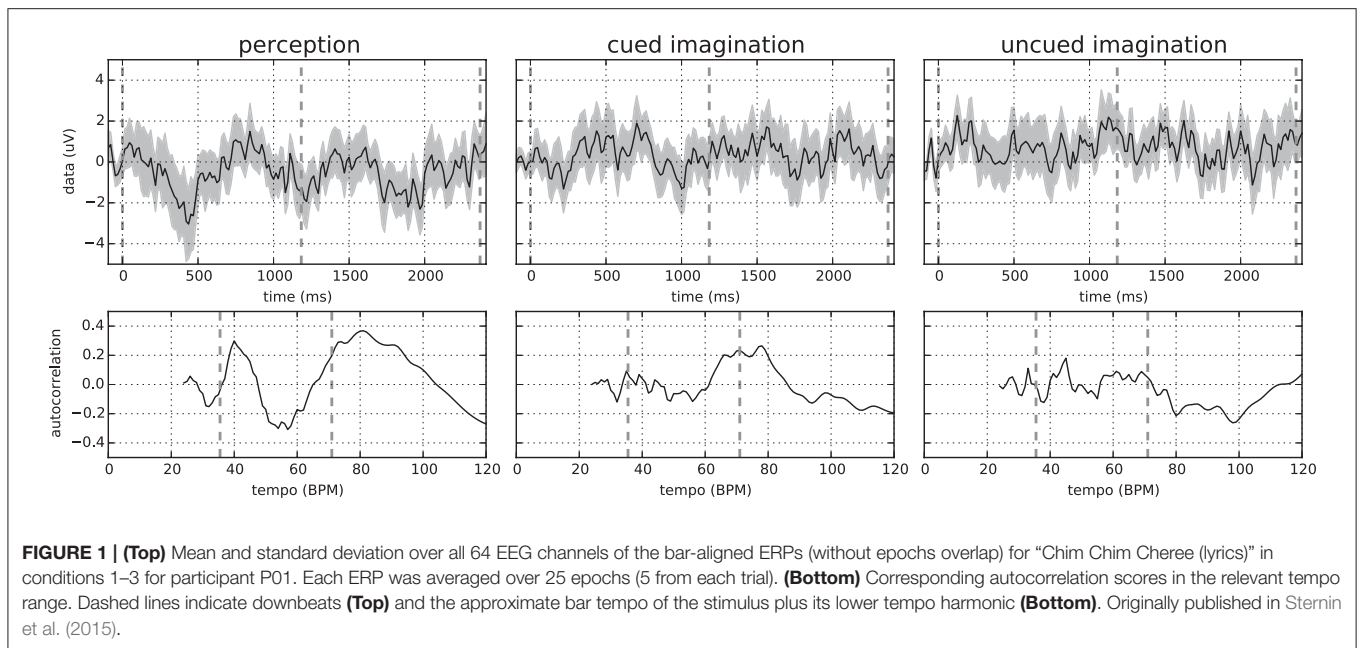 perception cued imagination uncued imagination
4
2
0
−2
−4
data (uV)
0 500 1000 1500 2000
time (ms)
0 500 1000 1500 2000
time (ms)
0 500 1000 1500 2000
time (ms)
0.4
0.2
0.0
−0.2
−0.4
autocorrelation
0 20 40 60 80 100 120
tempo (BPM)
0 20 40 60 80 100 120
tempo (BPM)
0 20 40 60 80 100 120
tempo (BPM)
FIGURE 1 | (Top) Mean and standard deviation over all 64 EEG channels of the bar-aligned ERPs (without epochs overlap) for “Chim Chim Cheree (lyrics)” in
conditions 1–3 for participant P01. Each ERP was averaged over 25 epochs (5 from each trial). (Bottom) Corresponding autocorrelation scores in the relevant tempo
range. Dashed lines indicate downbeats (Top) and the approximate bar tempo of the stimulus plus its lower tempo harmonic (Bottom). Originally published in Sternin
et al. (2015).